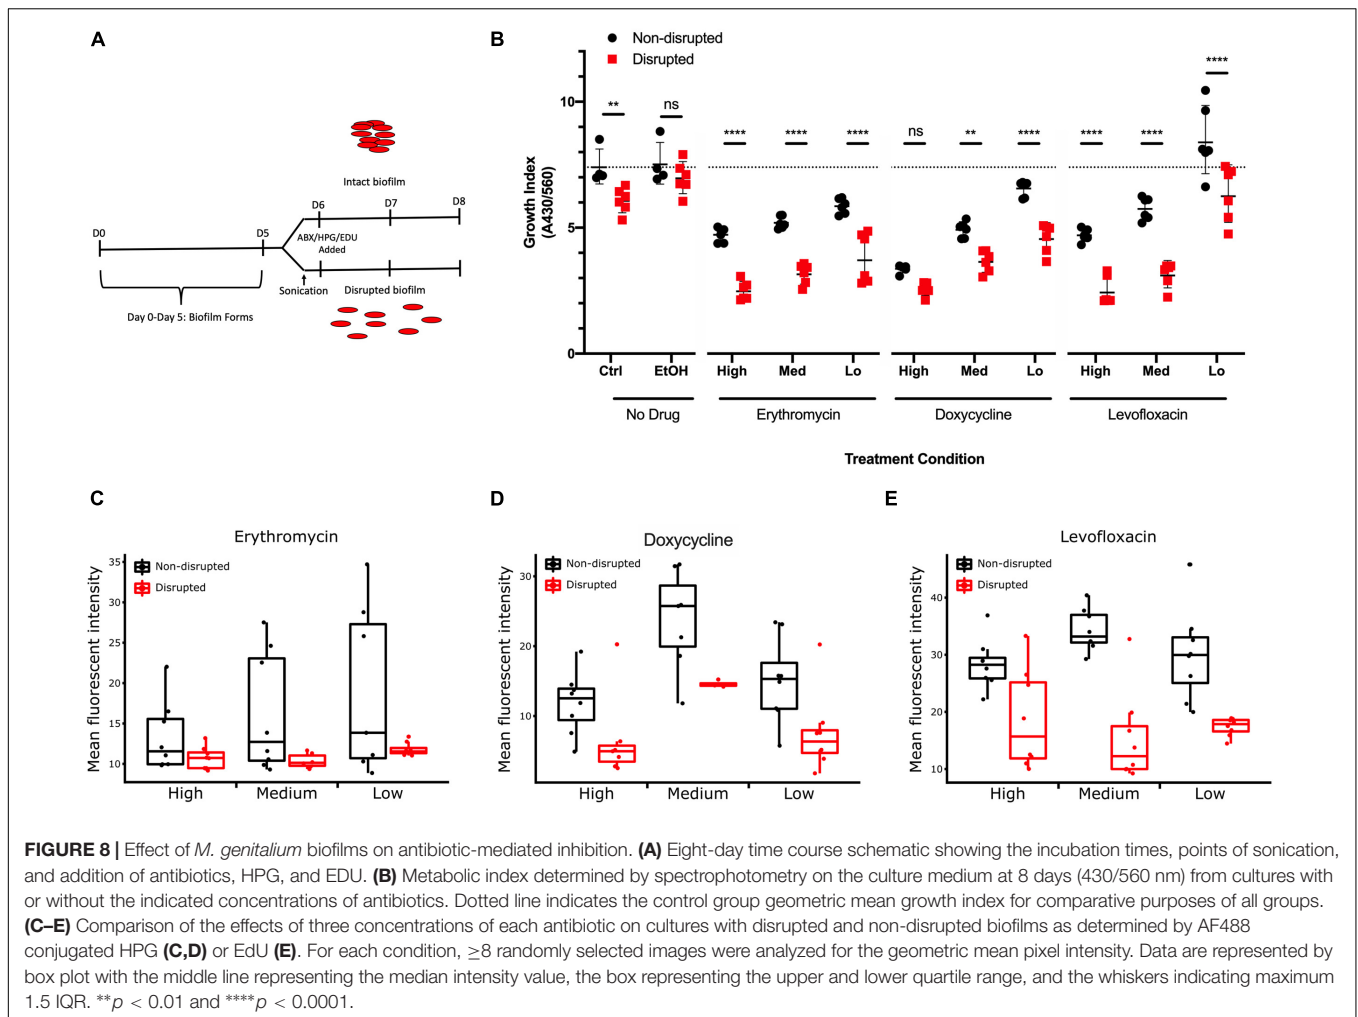 A
Intact biofilm
D0
D5
D6
D7
D8
ABX/HPG/EDU
Added
Sonication
Disrupted biofilm
Day 0-Day 5: Biofilm Forms
B
Non-disrupted
Disrupted
Growth Index
(A430/560)
10
5
0
**
ns
****
****
****
ns
**
****
****
****
****
Ctrl
EtOH
High
Med
Lo
High
Med
Lo
High
Med
Lo
No Drug
Erythromycin
Doxycycline
Levofloxacin
Treatment Condition
C
Erythromycin
Non-disrupted
Disrupted
Mean fluorescent intensity
35
30
25
20
15
10
High
Medium
Low
D
Doxycycline
Non-disrupted
Disrupted
Mean fluorescent intensity
30
20
10
High
Medium
Low
E
Levofloxacin
Non-disrupted
Disrupted
Mean fluorescent intensity
40
30
20
10
High
Medium
Low
FIGURE 8 | Effect of M. genitalium biofilms on antibiotic-mediated inhibition. (A) Eight-day time course schematic showing the incubation times, points of sonication,
and addition of antibiotics, HPG, and EDU. (B) Metabolic index determined by spectrophotometry on the culture medium at 8 days (430/560 nm) from cultures with
or without the indicated concentrations of antibiotics. Dotted line indicates the control group geometric mean growth index for comparative purposes of all groups.
(C–E) Comparison of the effects of three concentrations of each antibiotic on cultures with disrupted and non-disrupted biofilms as determined by AF488
conjugated HPG (C,D) or EdU (E). For each condition, ≥8 randomly selected images were analyzed for the geometric mean pixel intensity. Data are represented by
box plot with the middle line representing the median intensity value, the box representing the upper and lower quartile range, and the whiskers indicating maximum
1.5 IQR. **p < 0.01 and ****p < 0.0001.